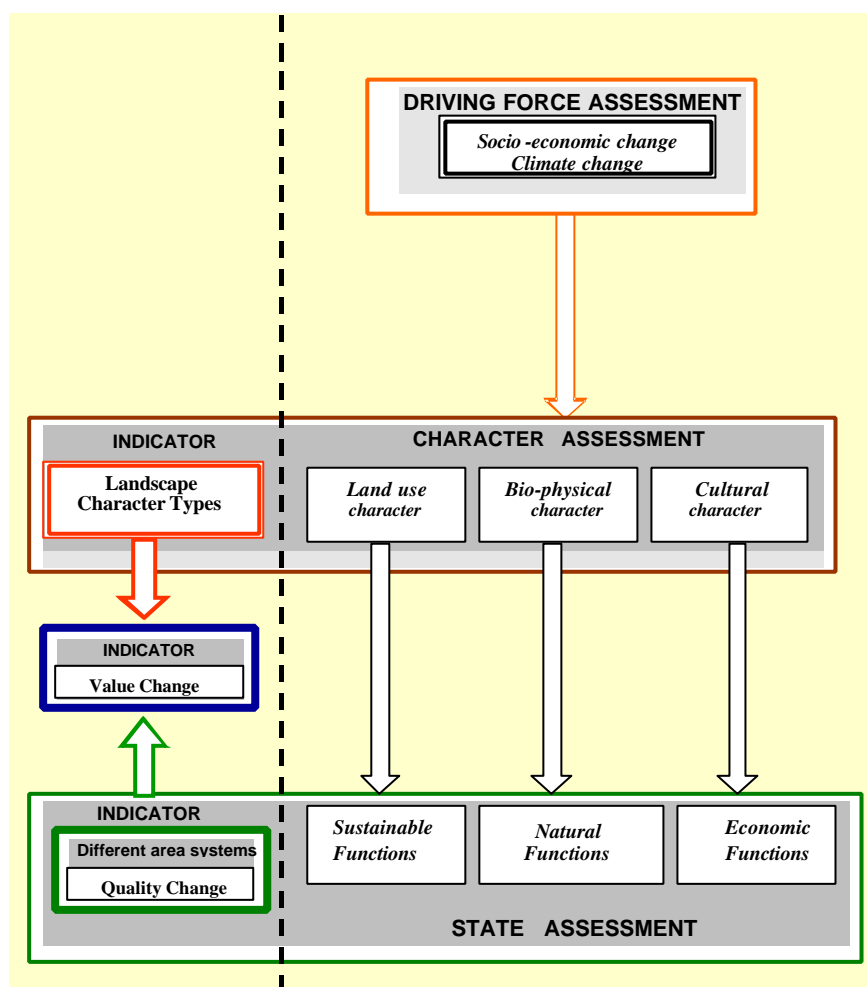 DRIVING FORCE ASSESSMENT
Socio -economic change
Climate change
INDICATOR
CHARACTER ASSESSMENT
Landscape
Character Types
Land use
character
Bio-physical
character
Cultural
character
INDICATOR
Value Change
INDICATOR
Different area systems
Quality Change
Sustainable
Functions
Natural
Functions
Economic
Functions
STATE ASSESSMENT